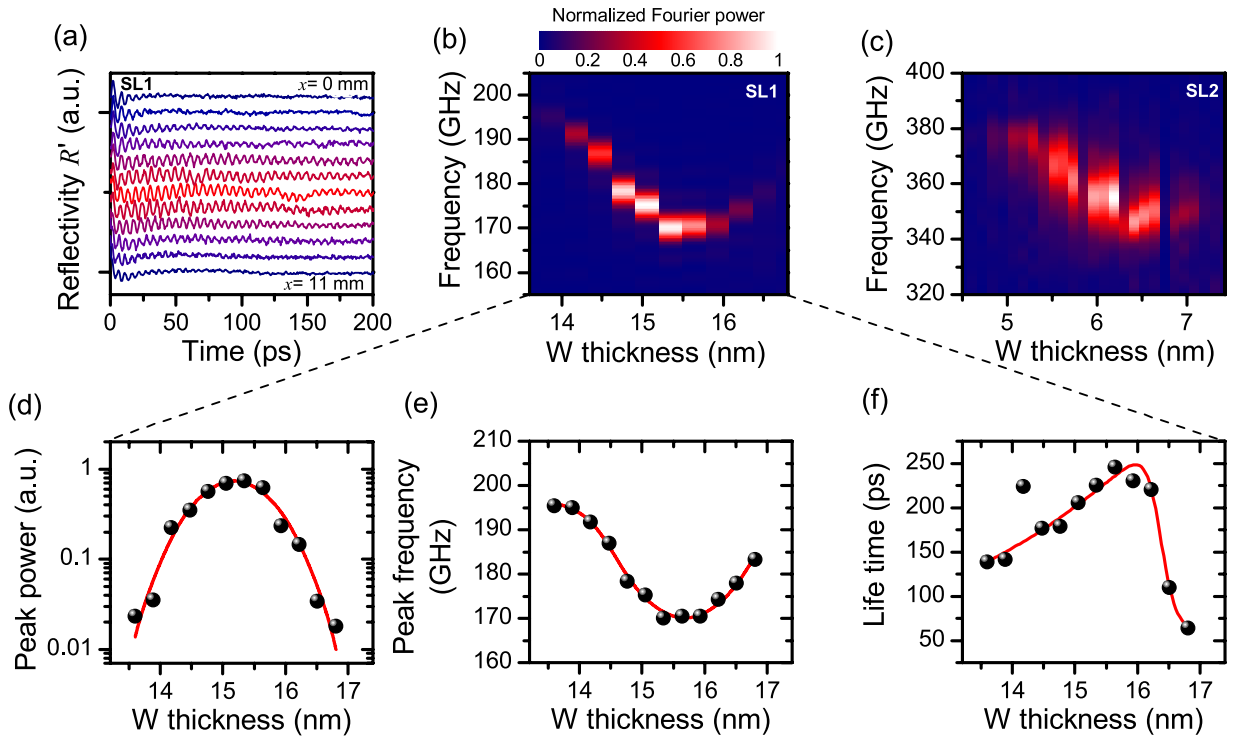 (a)
Reflectivity R' (a.u.)
SL1
x= 0 mm
x= 11 mm
0 50 100 150 200
Time (ps)
(b)
Normalized Fourier power
0 0.2 0.4 0.6 0.8 1
Frequency (GHz)
200
190
180
170
160
SL1
14 15 16
W thickness (nm)
(c)
Frequency (GHz)
400
380
360
340
320
SL2
5 6 7
W thickness (nm)
(d)
Peak power (a.u.)
1
0.1
0.01
14 15 16 17
W thickness (nm)
(e)
Peak frequency
(GHz)
210
200
190
180
170
160
14 15 16 17
W thickness (nm)
(f)
Life time (ps)
250
200
150
100
50
14 15 16 17
W thickness (nm)